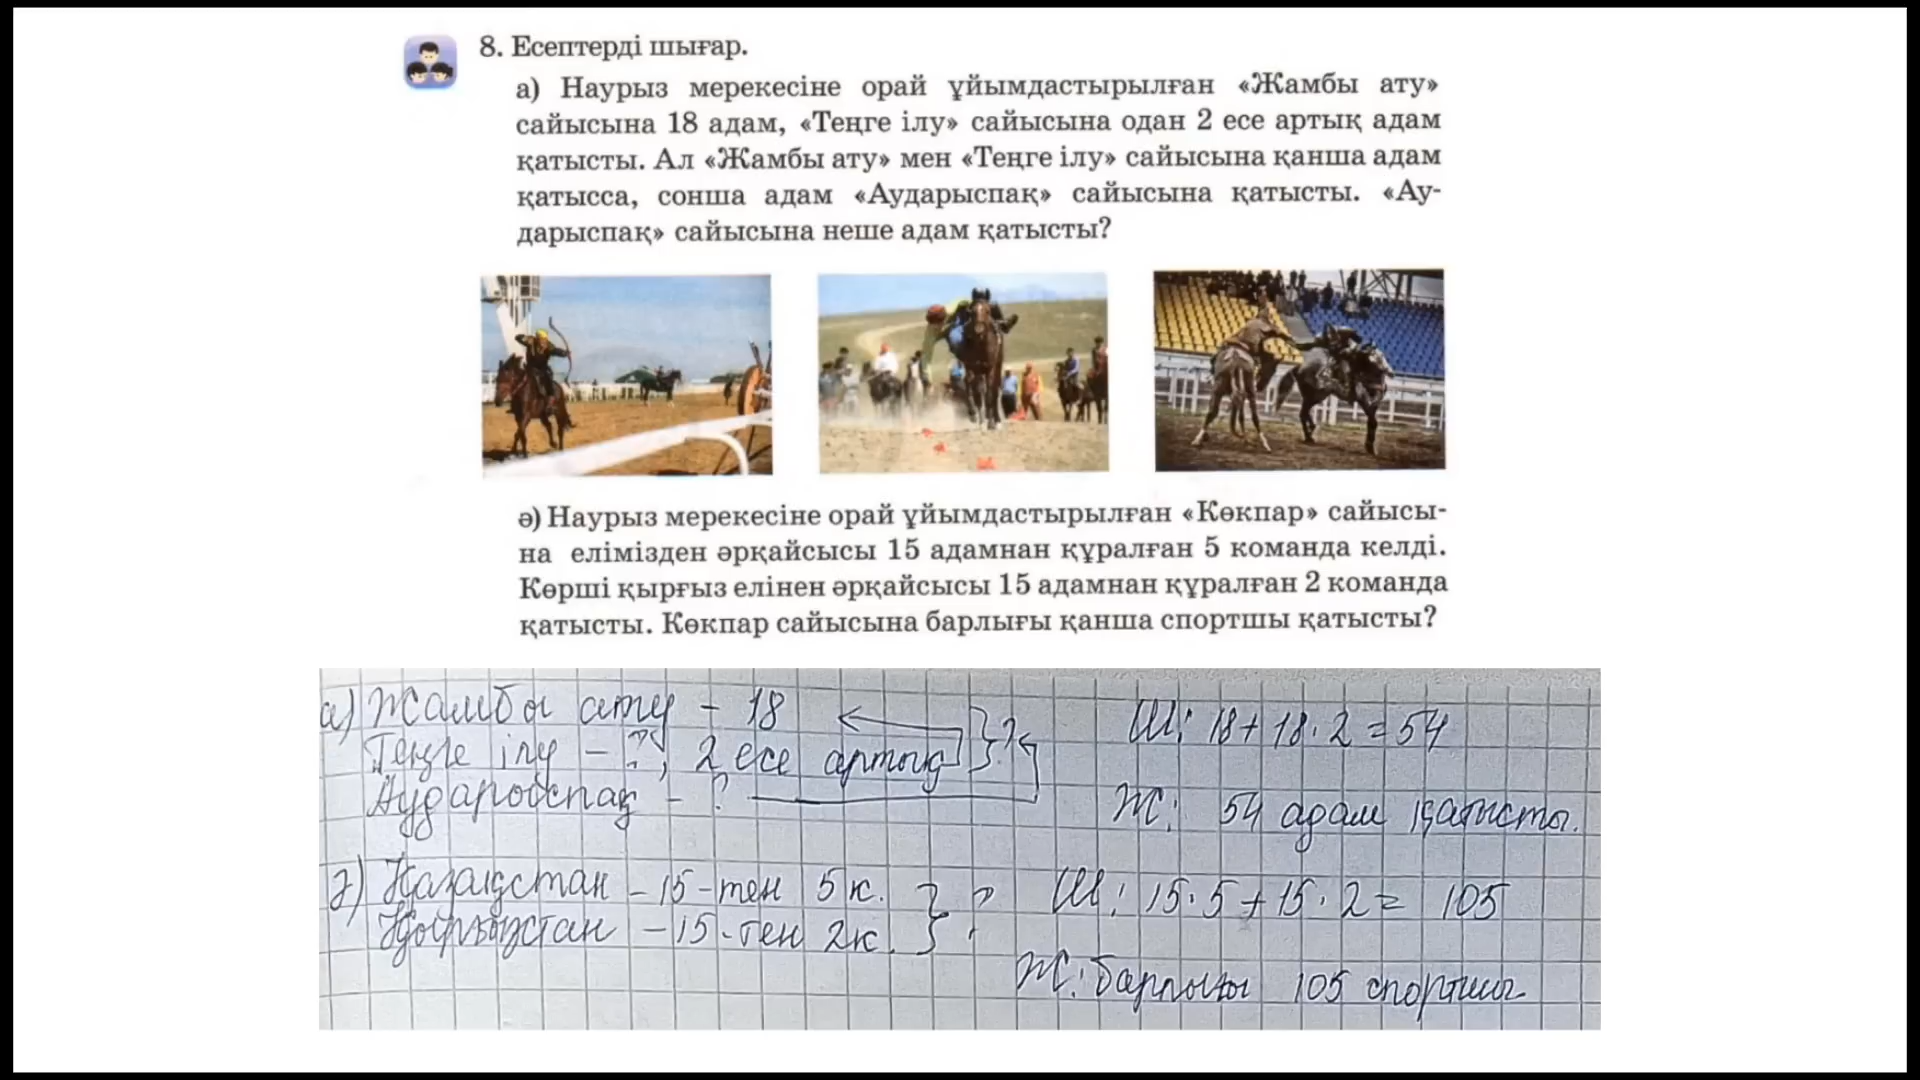 8. Есептерді шығар.
а) Наурыз мерекесіне орай ұйымдастырылған «Жамбы ату»
сайысына 18 адам, «Теңге ілу» сайысына одан 2 есе артық адам
қатысты. Ал «Жамбы ату» мен «Теңге ілу» сайысына қанша адам
қатысса, сонша адам «Аударыспақ» сайысына қатысты. «Ау-
дарыспақ» сайысына неше адам қатысты?
ә) Наурыз мерекесіне орай ұйымдастырылған «Көкпар» сайысы-
на елімізден әрқайсысы 15 адамнан құралған 5 команда келді.
Көрші қырғыз елінен әрқайсысы 15 адамнан құралған 2 команда
қатысты. Көкпар сайысына барлығы қанша спортшы қатысты?
а) Жамбы ату – 18
Теңге ілу – ?, 2 есе артық } ?
Аударыспақ – ?
Ш: 18+18·2=54
Ж: 54 адам қатысты.
ә) Қазақстан – 15-тен 5к.
Қырғызстан – 15-тен 2к. } ?
Ш: 15·5+15·2= 105
Ж: барлығы 105 спортшы